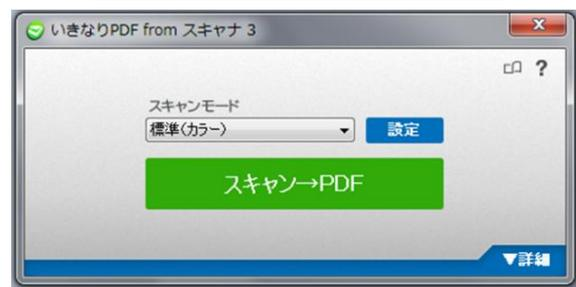 いきなりPDF from スキャナ 3
?
スキャンモード
標準(カラー)
設定
スキャン→PDF
▼詳細